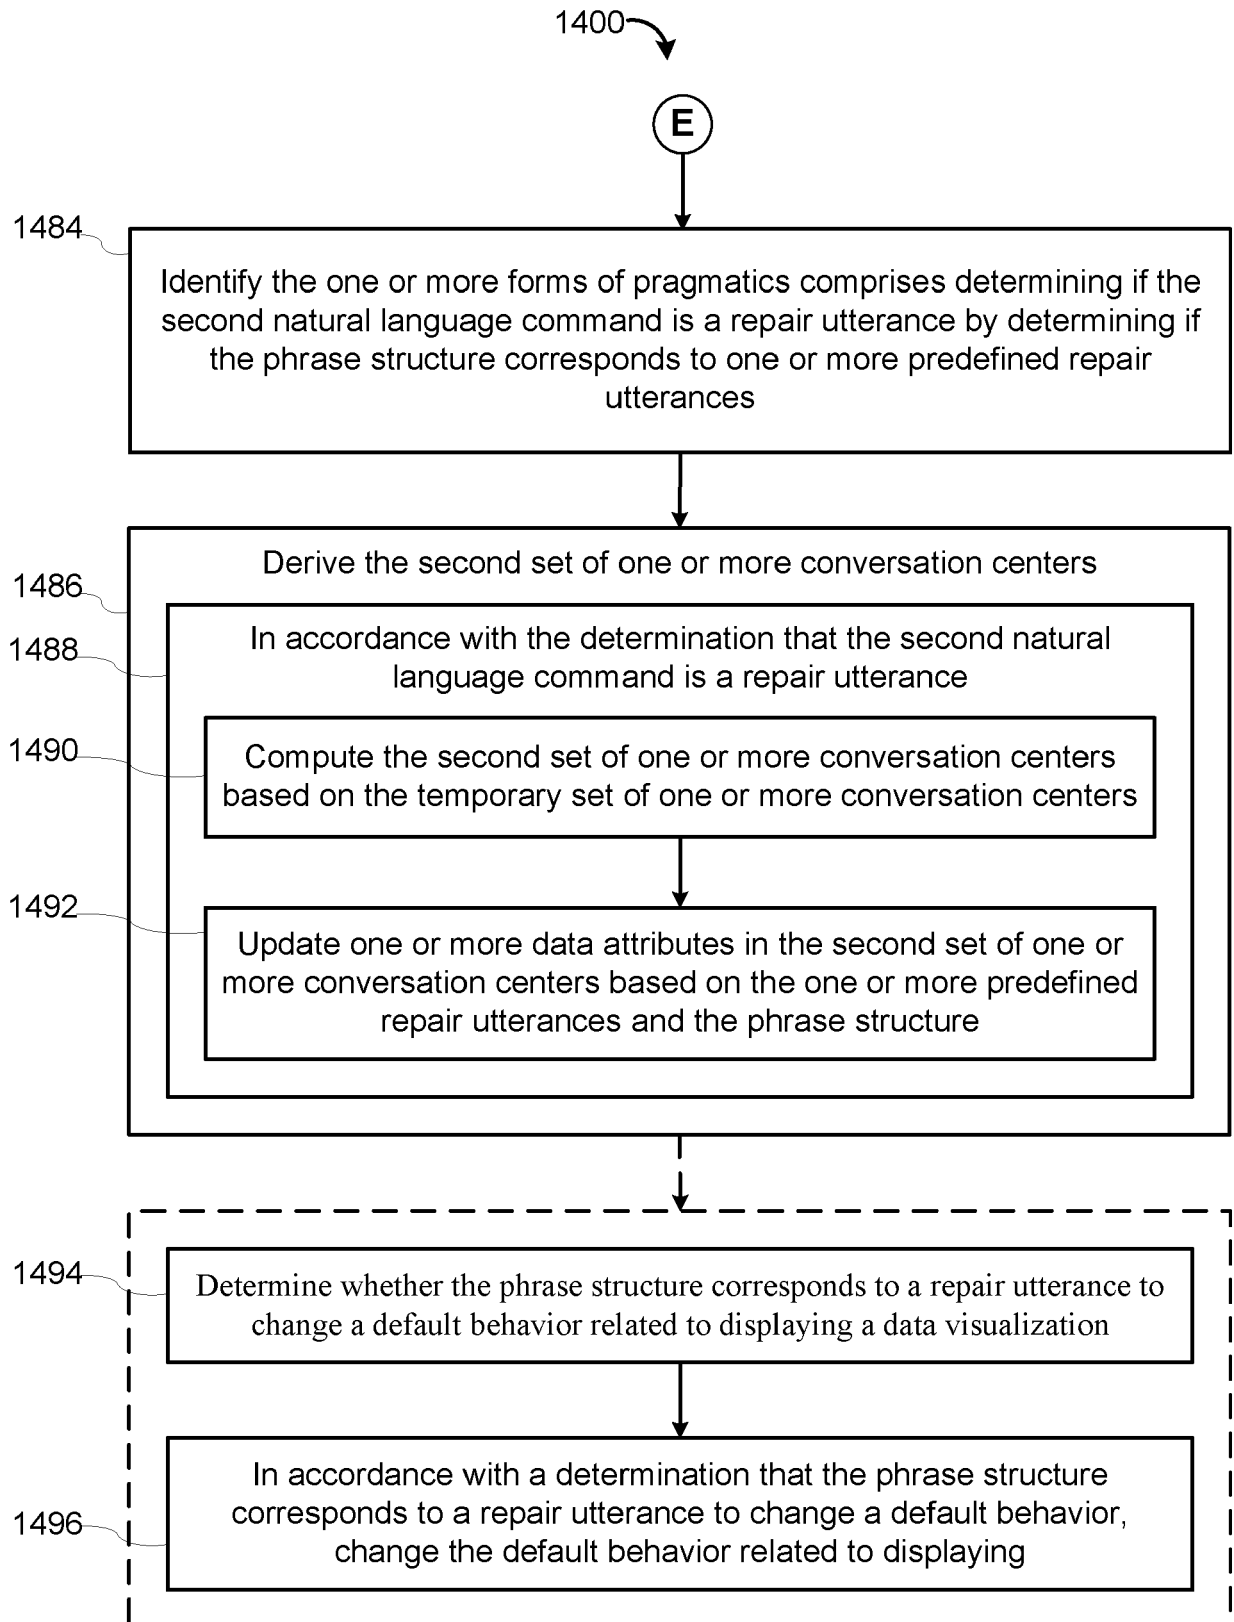 1400
E
1484
Identify the one or more forms of pragmatics comprises determining if the
second natural language command is a repair utterance by determining if
the phrase structure corresponds to one or more predefined repair
utterances
Derive the second set of one or more conversation centers
1486
In accordance with the determination that the second natural
1488
language command is a repair utterance
1490
Compute the second set of one or more conversation centers
based on the temporary set of one or more conversation centers
1492
Update one or more data attributes in the second set of one or
more conversation centers based on the one or more predefined
repair utterances and the phrase structure
1494
Determine whether the phrase structure corresponds to a repair utterance to
change a default behavior related to displaying a data visualization
In accordance with a determination that the phrase structure
corresponds to a repair utterance to change a default behavior,
1496
change the default behavior related to displaying